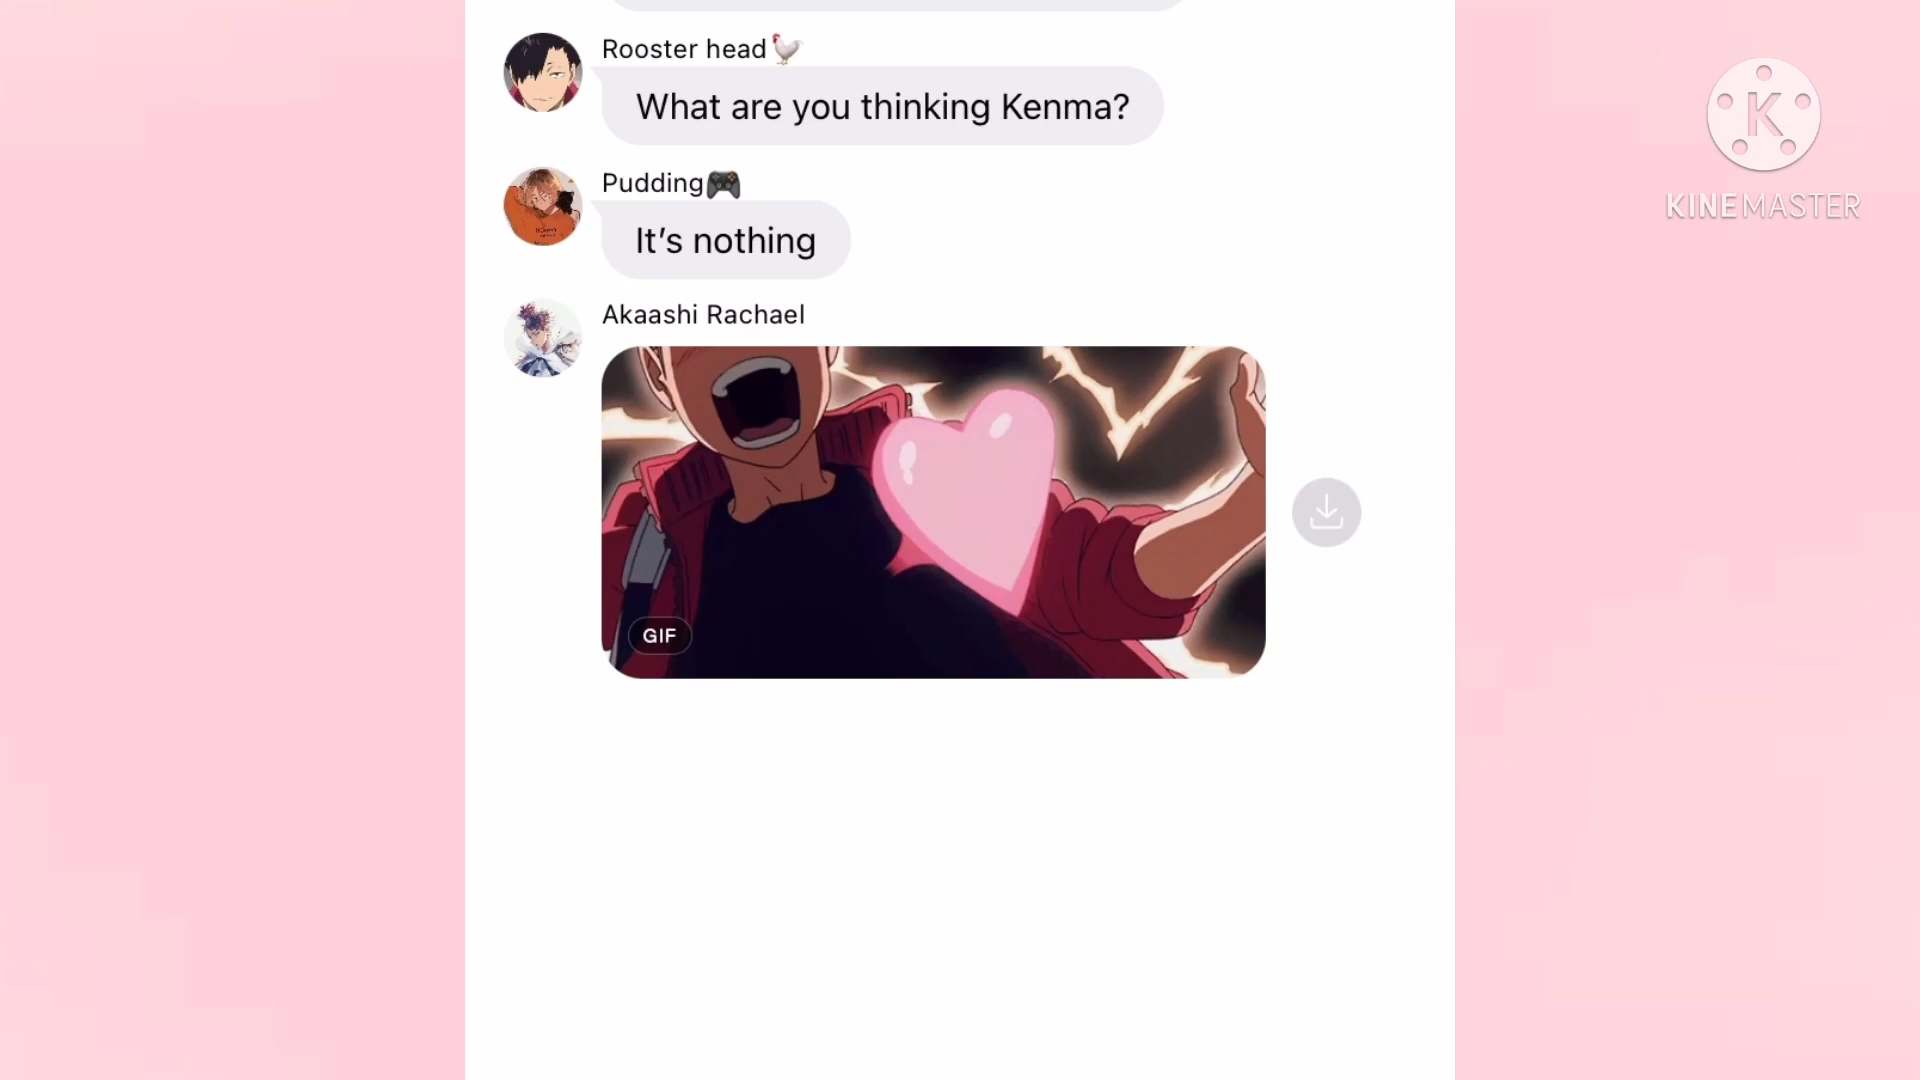 Rooster head🐓
What are you thinking Kenma?
Pudding🎮
It's nothing
Akaashi Rachael
GIF
K
KINEMASTER